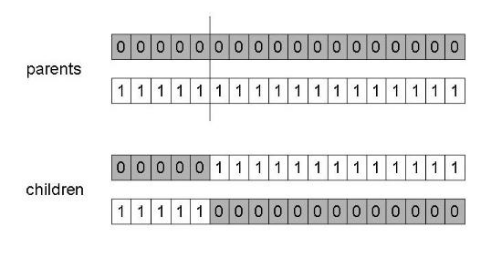 0 0 0 0 0 0 0 0 0 0 0 0 0 0 0 0 0 0
parents
1 1 1 1 1 1 1 1 1 1 1 1 1 1 1 1 1 1
0 0 0 0 0 1 1 1 1 1 1 1 1 1 1 1 1 1
children
1 1 1 1 1 0 0 0 0 0 0 0 0 0 0 0 0 0